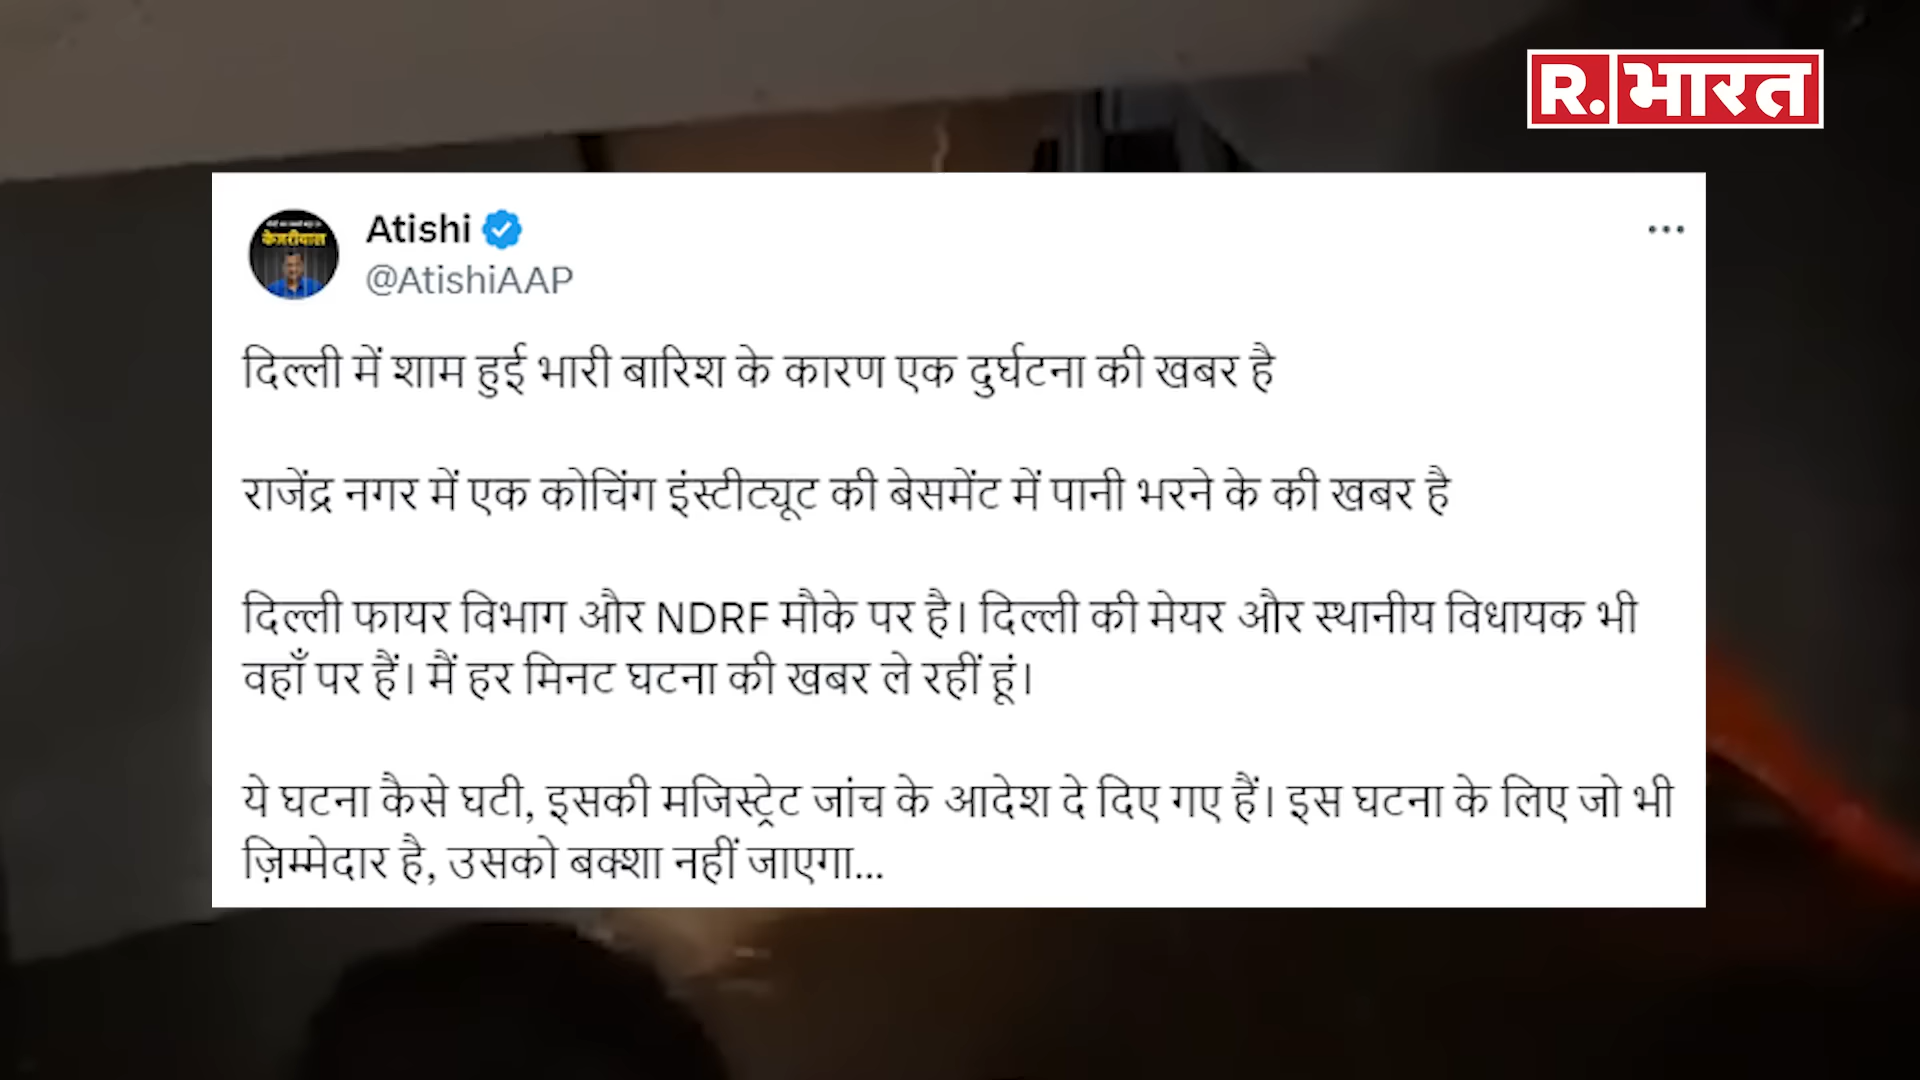 R. भारत
केजरीवाल
Atishi
@AtishiAAP
दिल्ली में शाम हुई भारी बारिश के कारण एक दुर्घटना की खबर है
राजेंद्र नगर में एक कोचिंग इंस्टीट्यूट की बेसमेंट में पानी भरने के की खबर है
दिल्ली फायर विभाग और NDRF मौके पर है। दिल्ली की मेयर और स्थानीय विधायक भी
वहाँ पर हैं। मैं हर मिनट घटना की खबर ले रहीं हूं।
ये घटना कैसे घटी, इसकी मजिस्ट्रेट जांच के आदेश दे दिए गए हैं। इस घटना के लिए जो भी
ज़िम्मेदार है, उसको बक्शा नहीं जाएगा...